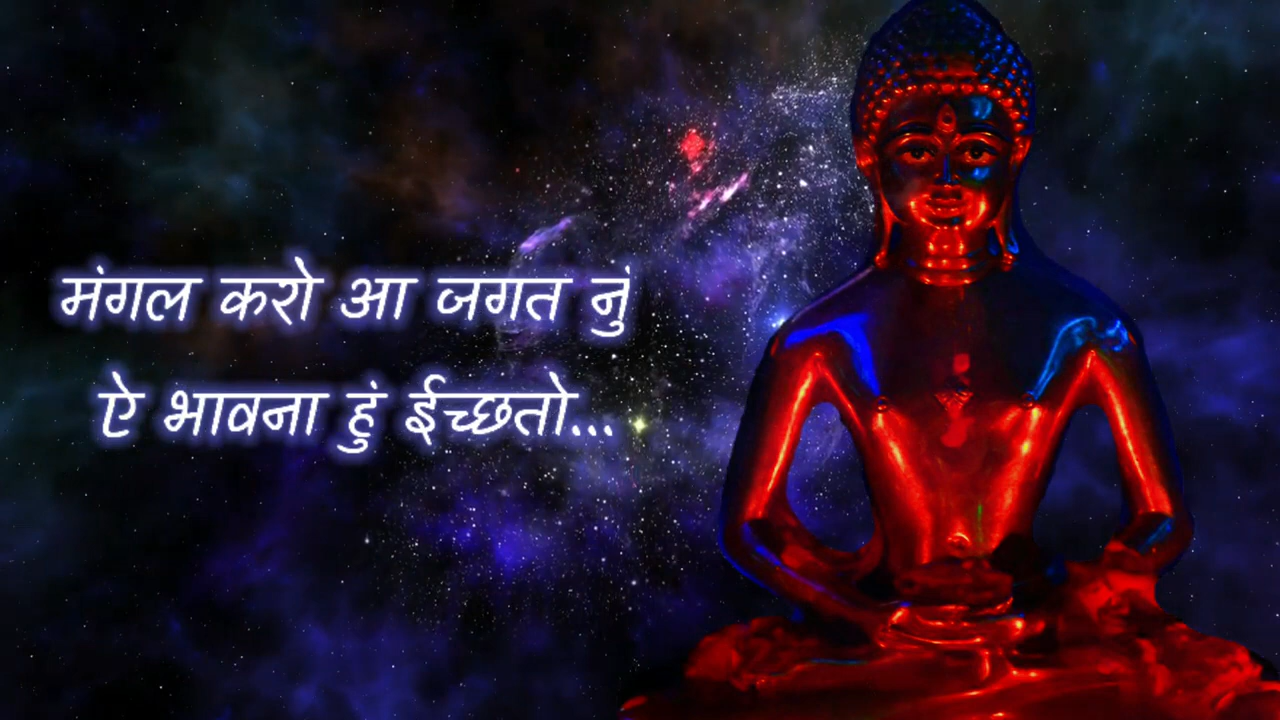 मंगल करो आ जगत नुं
ऐ भावना हुं ईच्छतो...